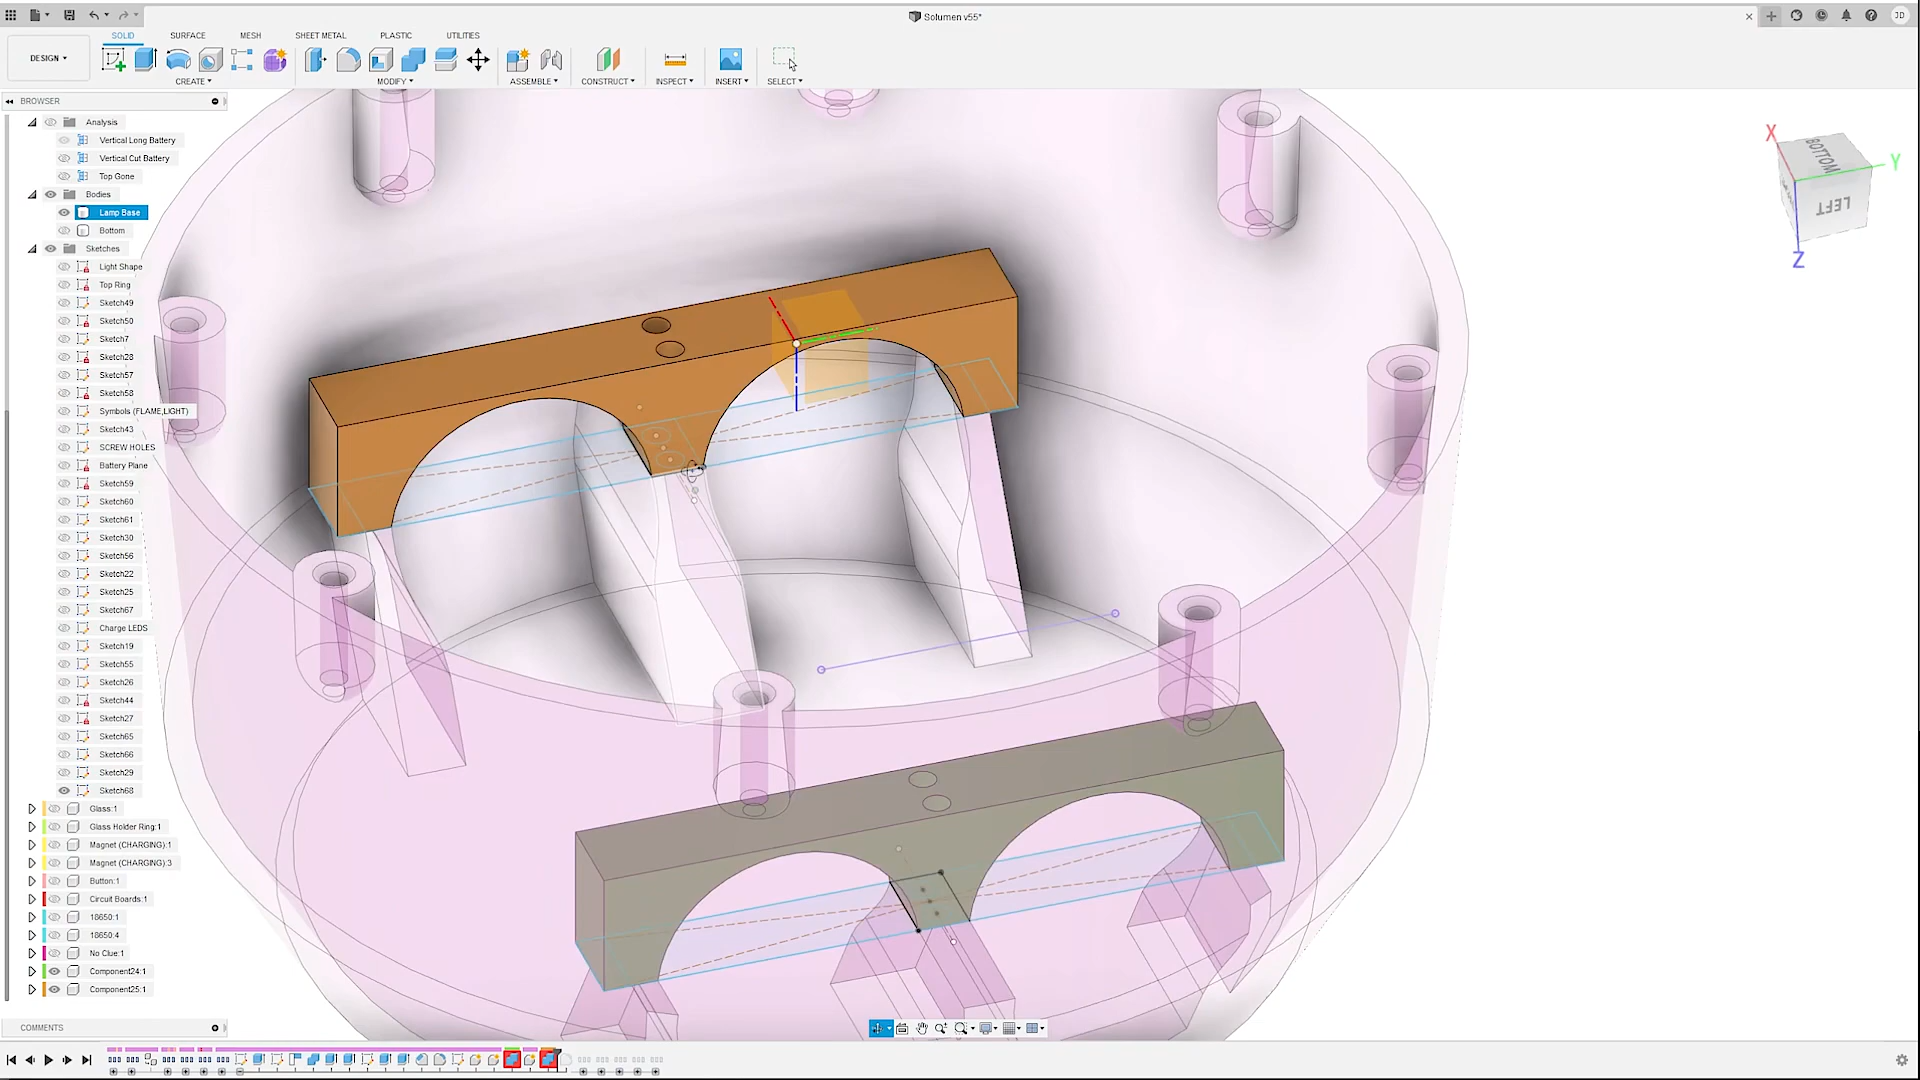 Solumen v55*
JD
DESIGN
SOLID
SURFACE
MESH
SHEET METAL
PLASTIC
UTILITIES
CREATE
MODIFY
ASSEMBLE
CONSTRUCT
INSPECT
INSERT
SELECT
BROWSER
Analysis
Vertical Long Battery
Vertical Cut Battery
Top Gone
Bodies
Lamp Base
Bottom
Sketches
Light Shape
Top Ring
Sketch49
Sketch50
Sketch7
Sketch28
Sketch57
Sketch58
Symbols (FLAME,LIGHT)
Sketch43
SCREW HOLES
Battery Plane
Sketch59
Sketch60
Sketch61
Sketch30
Sketch56
Sketch22
Sketch25
Sketch67
Charge LEDS
Sketch19
Sketch55
Sketch26
Sketch44
Sketch27
Sketch65
Sketch66
Sketch29
Sketch68
Glass:1
Glass Holder Ring:1
Magnet (CHARGING):1
Magnet (CHARGING):3
Button:1
Circuit Boards:1
18650:1
18650:4
No Clue:1
Component24:1
Component25:1
COMMENTS
X
Y
Z
BOTTOM
LEFT